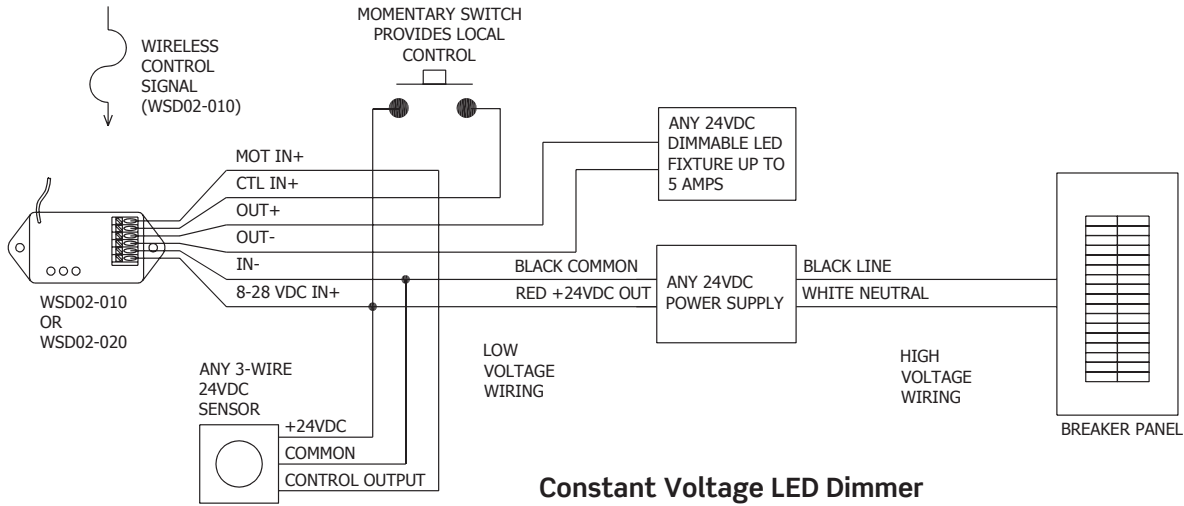 MOMENTARY SWITCH
PROVIDES LOCAL
CONTROL
WIRELESS
CONTROL
SIGNAL
(WSD02-010)
ANY 24VDC
DIMMABLE LED
FIXTURE UP TO
5 AMPS
MOT IN+
CTL IN+
OUT+
OUT-
IN-
8-28 VDC IN+
BLACK COMMON
RED +24VDC OUT
ANY 24VDC
POWER SUPPLY
BLACK LINE
WHITE NEUTRAL
WSD02-010
OR
WSD02-020
LOW
VOLTAGE
WIRING
HIGH
VOLTAGE
WIRING
ANY 3-WIRE
24VDC
SENSOR
+24VDC
COMMON
CONTROL OUTPUT
BREAKER PANEL
Constant Voltage LED Dimmer